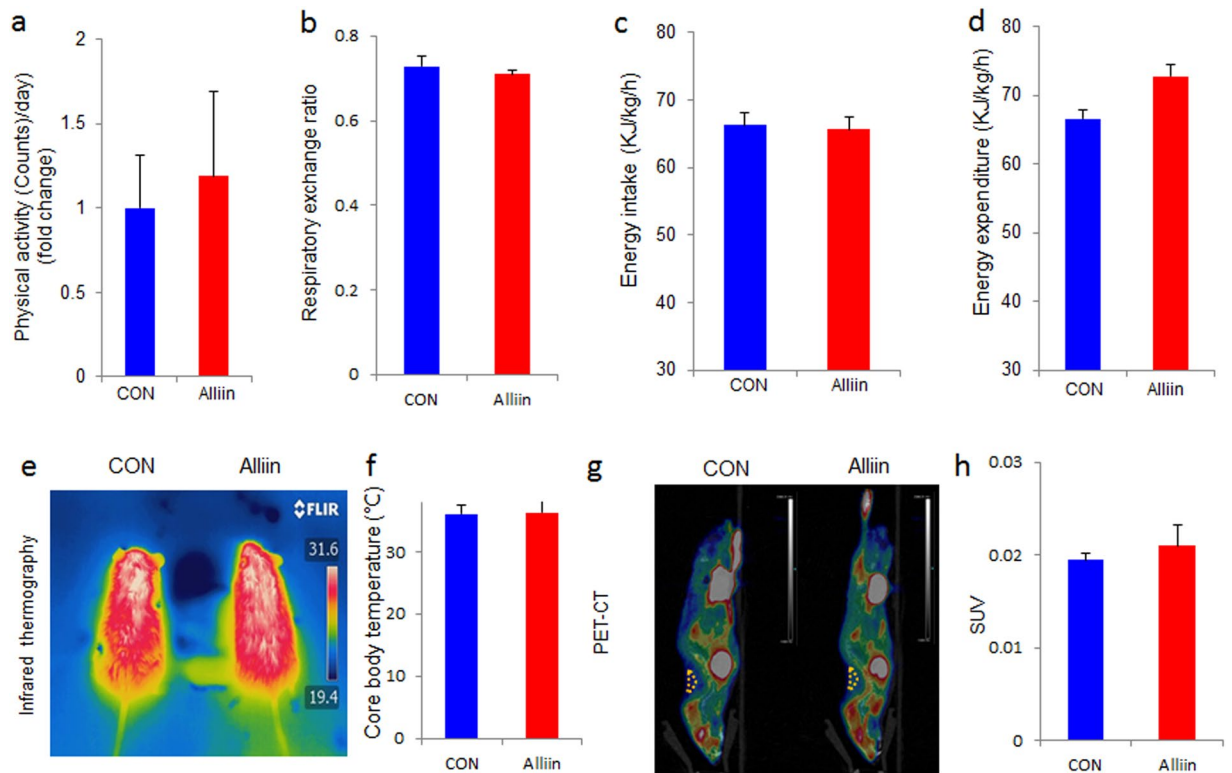 a
Physical activity (Counts)/day)
(fold change)
2
1.5
1
0.5
0
CON
Alliin
b
Respiratory exchange ratio
0.8
0.6
0.4
0.2
0
CON
Alliin
c
Energy intake (KJ/kg/h)
80
70
60
50
40
30
CON
Alliin
d
Energy expenditure (KJ/kg/h)
80
70
60
50
40
30
CON
Alliin
e
CON
Alliin
Infrared thermography
FLIR
31.6
19.4
f
Core body temperature (°C)
30
20
10
0
CON
Alliin
g
CON
Alliin
PET-CT
h
SUV
0.03
0.02
0.01
0
CON
Alliin